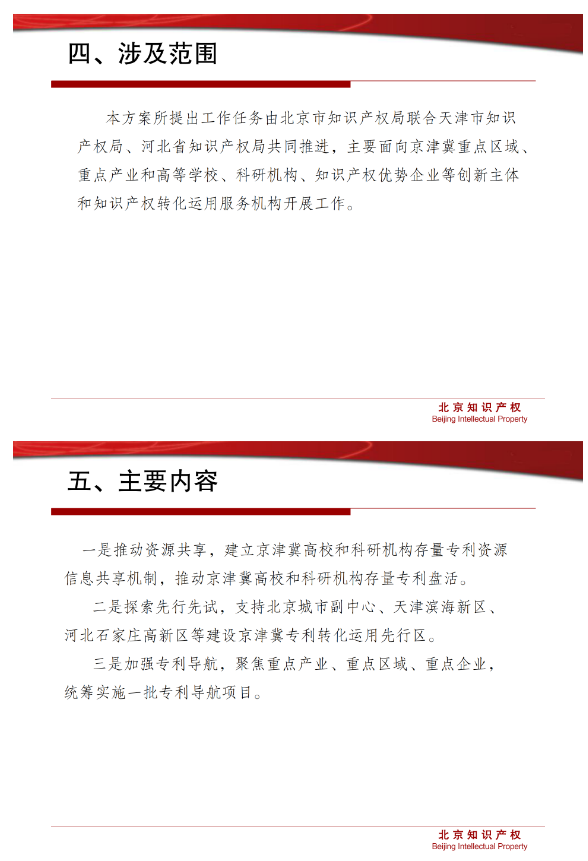 四、涉及范围
本方案所提出工作任务由北京市知识产权局联合天津市知识
产权局、河北省知识产权局共同推进，主要面向京津冀重点区域、
重点产业和高等学校、科研机构、知识产权优势企业等创新主体
和知识产权转化运用服务机构开展工作。
北京知识产权
Beijing Intellectual Property
五、主要内容
一是推动资源共享，建立京津冀高校和科研机构存量专利资源
信息共享机制，推动京津冀高校和科研机构存量专利盘活。
二是探索先行先试，支持北京城市副中心、天津滨海新区、
河北石家庄高新区等建设京津冀专利转化运用先行区。
三是加强专利导航，聚焦重点产业、重点区域、重点企业，
统筹实施一批专利导航项目。
北京知识产权
Beijing Intellectual Property